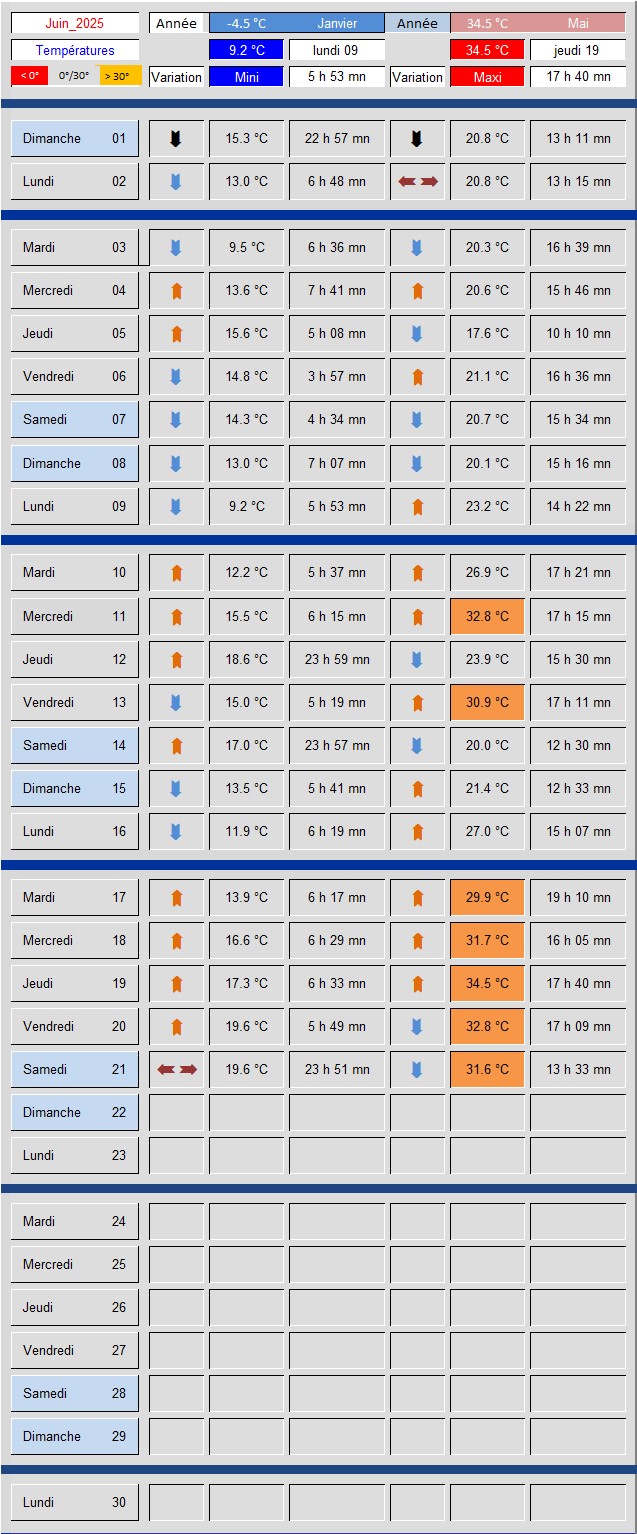 Juin_2025 Année -4.5 °C Janvier Année 34.5 °C Mai
Températures 9.2 °C lundi 09 34.5 °C jeudi 19
< 0° 0°/30° > 30° Variation Mini 5 h 53 mn Variation Maxi 17 h 40 mn
Dimanche 01 15.3 °C 22 h 57 mn 20.8 °C 13 h 11 mn
Lundi 02 13.0 °C 6 h 48 mn 20.8 °C 13 h 15 mn
Mardi 03 9.5 °C 6 h 36 mn 20.3 °C 16 h 39 mn
Mercredi 04 13.6 °C 7 h 41 mn 20.6 °C 15 h 46 mn
Jeudi 05 15.6 °C 5 h 08 mn 17.6 °C 10 h 10 mn
Vendredi 06 14.8 °C 3 h 57 mn 21.1 °C 16 h 36 mn
Samedi 07 14.3 °C 4 h 34 mn 20.7 °C 15 h 34 mn
Dimanche 08 13.0 °C 7 h 07 mn 20.1 °C 15 h 16 mn
Lundi 09 9.2 °C 5 h 53 mn 23.2 °C 14 h 22 mn
Mardi 10 12.2 °C 5 h 37 mn 26.9 °C 17 h 21 mn
Mercredi 11 15.5 °C 6 h 15 mn 32.8 °C 17 h 15 mn
Jeudi 12 18.6 °C 23 h 59 mn 23.9 °C 15 h 30 mn
Vendredi 13 15.0 °C 5 h 19 mn 30.9 °C 17 h 11 mn
Samedi 14 17.0 °C 23 h 57 mn 20.0 °C 12 h 30 mn
Dimanche 15 13.5 °C 5 h 41 mn 21.4 °C 12 h 33 mn
Lundi 16 11.9 °C 6 h 19 mn 27.0 °C 15 h 07 mn
Mardi 17 13.9 °C 6 h 17 mn 29.9 °C 19 h 10 mn
Mercredi 18 16.6 °C 6 h 29 mn 31.7 °C 16 h 05 mn
Jeudi 19 17.3 °C 6 h 33 mn 34.5 °C 17 h 40 mn
Vendredi 20 19.6 °C 5 h 49 mn 32.8 °C 17 h 09 mn
Samedi 21 19.6 °C 23 h 51 mn 31.6 °C 13 h 33 mn
Dimanche 22
Lundi 23
Mardi 24
Mercredi 25
Jeudi 26
Vendredi 27
Samedi 28
Dimanche 29
Lundi 30